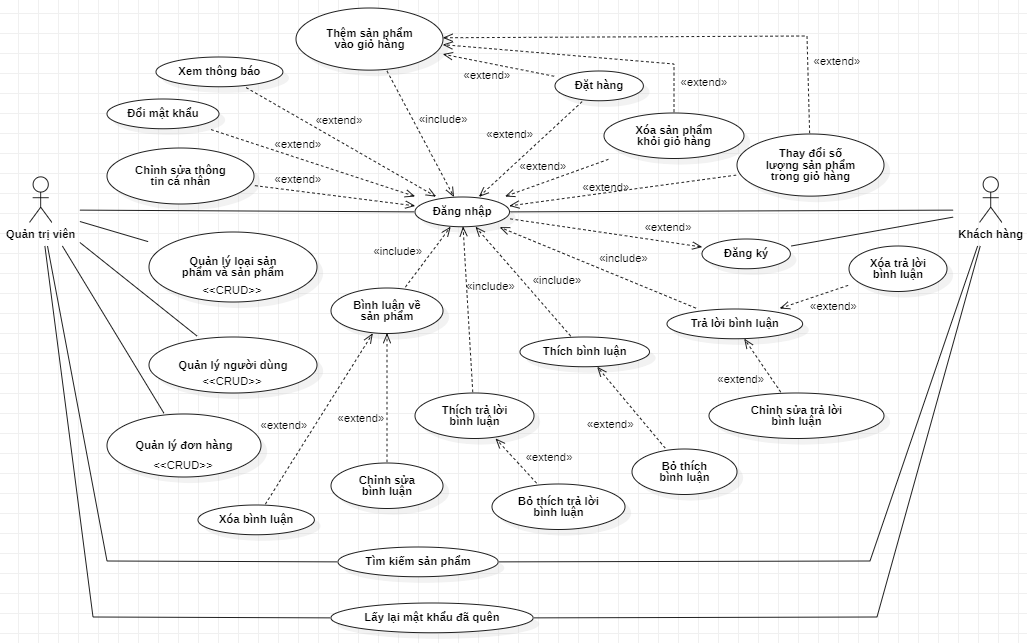 Thêm sản phẩm
vào giỏ hàng
«extend»
Xem thông báo
«extend»
Đặt hàng
«extend»
Đổi mật khẩu
«extend»
«include»
«extend»
Xóa sản phẩm
khỏi giỏ hàng
«extend»
Chỉnh sửa thông
tin cá nhân
«extend»
«extend»
«extend»
Thay đổi số
lượng sản phẩm
trong giỏ hàng
Quản trị viên
Đăng nhập
«extend»
Khách hàng
«include»
«include»
Đăng ký
Quản lý loại sản
phẩm và sản phẩm
<<CRUD>>
«include»
«include»
Xóa trả lời
bình luận
«extend»
Bình luận về
sản phẩm
Trả lời bình luận
Quản lý người dùng
<<CRUD>>
Thích bình luận
«extend»
«extend»
Thích trả lời
bình luận
«extend»
Chỉnh sửa trả lời
bình luận
Quản lý đơn hàng
<<CRUD>>
«extend»
«extend»
Chỉnh sửa
bình luận
Bỏ thích
bình luận
Xóa bình luận
Bỏ thích trả lời
bình luận
Tìm kiếm sản phẩm
Lấy lại mật khẩu đã quên